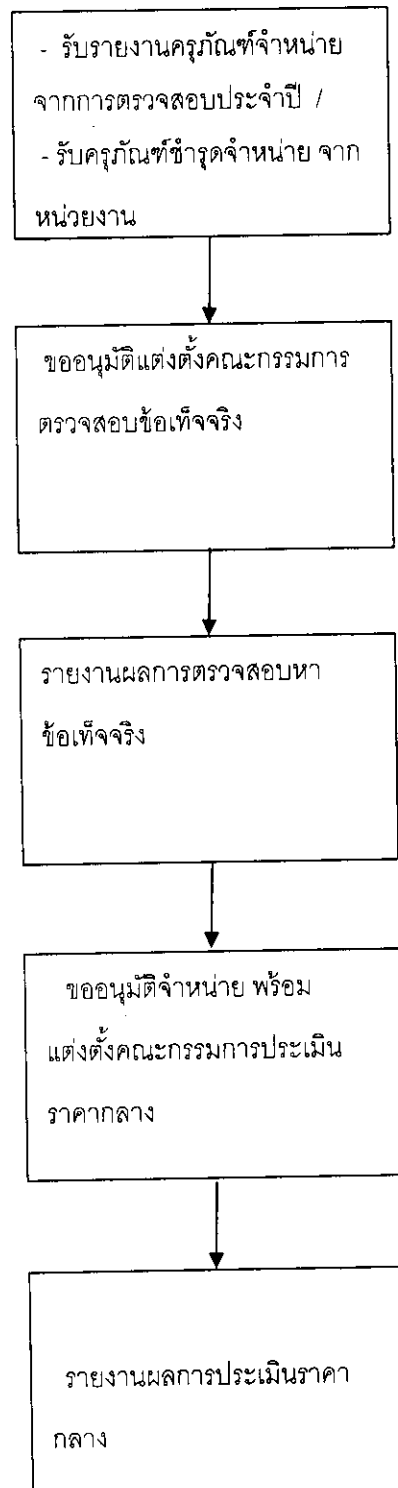 - รับรายงานครุภัณฑ์จำหน่าย
จากการตรวจสอบประจำปี /
- รับครุภัณฑ์ชำรุดจำหน่าย จาก
หน่วยงาน
ขออนุมัติแต่งตั้งคณะกรรมการ
ตรวจสอบข้อเท็จจริง
รายงานผลการตรวจสอบหา
ข้อเท็จจริง
ขออนุมัติจำหน่าย พร้อม
แต่งตั้งคณะกรรมการประเมิน
ราคากลาง
รายงานผลการประเมินราคา
กลาง